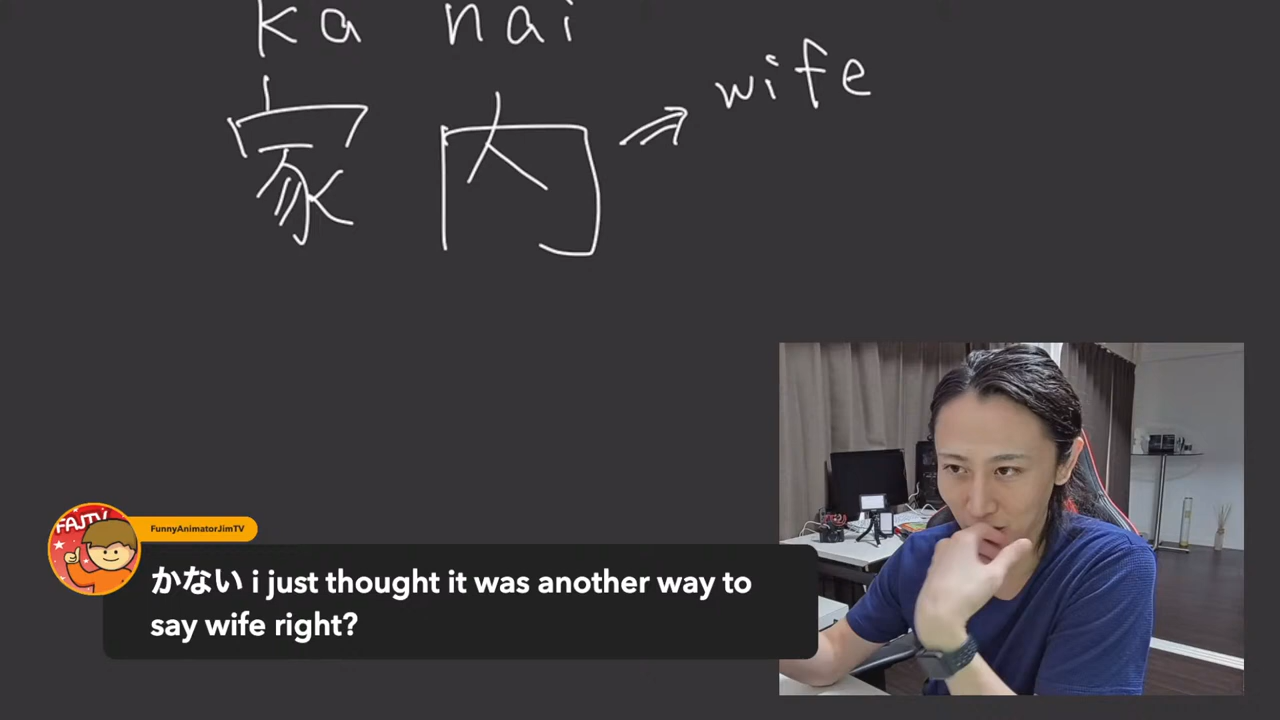 ka nai
家内 ⇒ wife
FAJTV
FunnyAnimatorJimTV
かない i just thought it was another way to
say wife right?